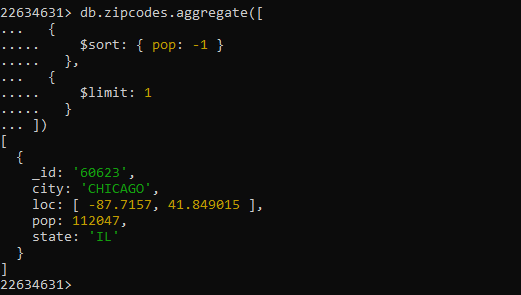 22634631> db.zipcodes.aggregate([
...   {
.....     $sort: { pop: -1 }
.....   },
...   {
.....     $limit: 1
.....   }
... ])
[
  {
    _id: '60623',
    city: 'CHICAGO',
    loc: [ -87.7157, 41.849015 ],
    pop: 112047,
    state: 'IL'
  }
]
22634631>